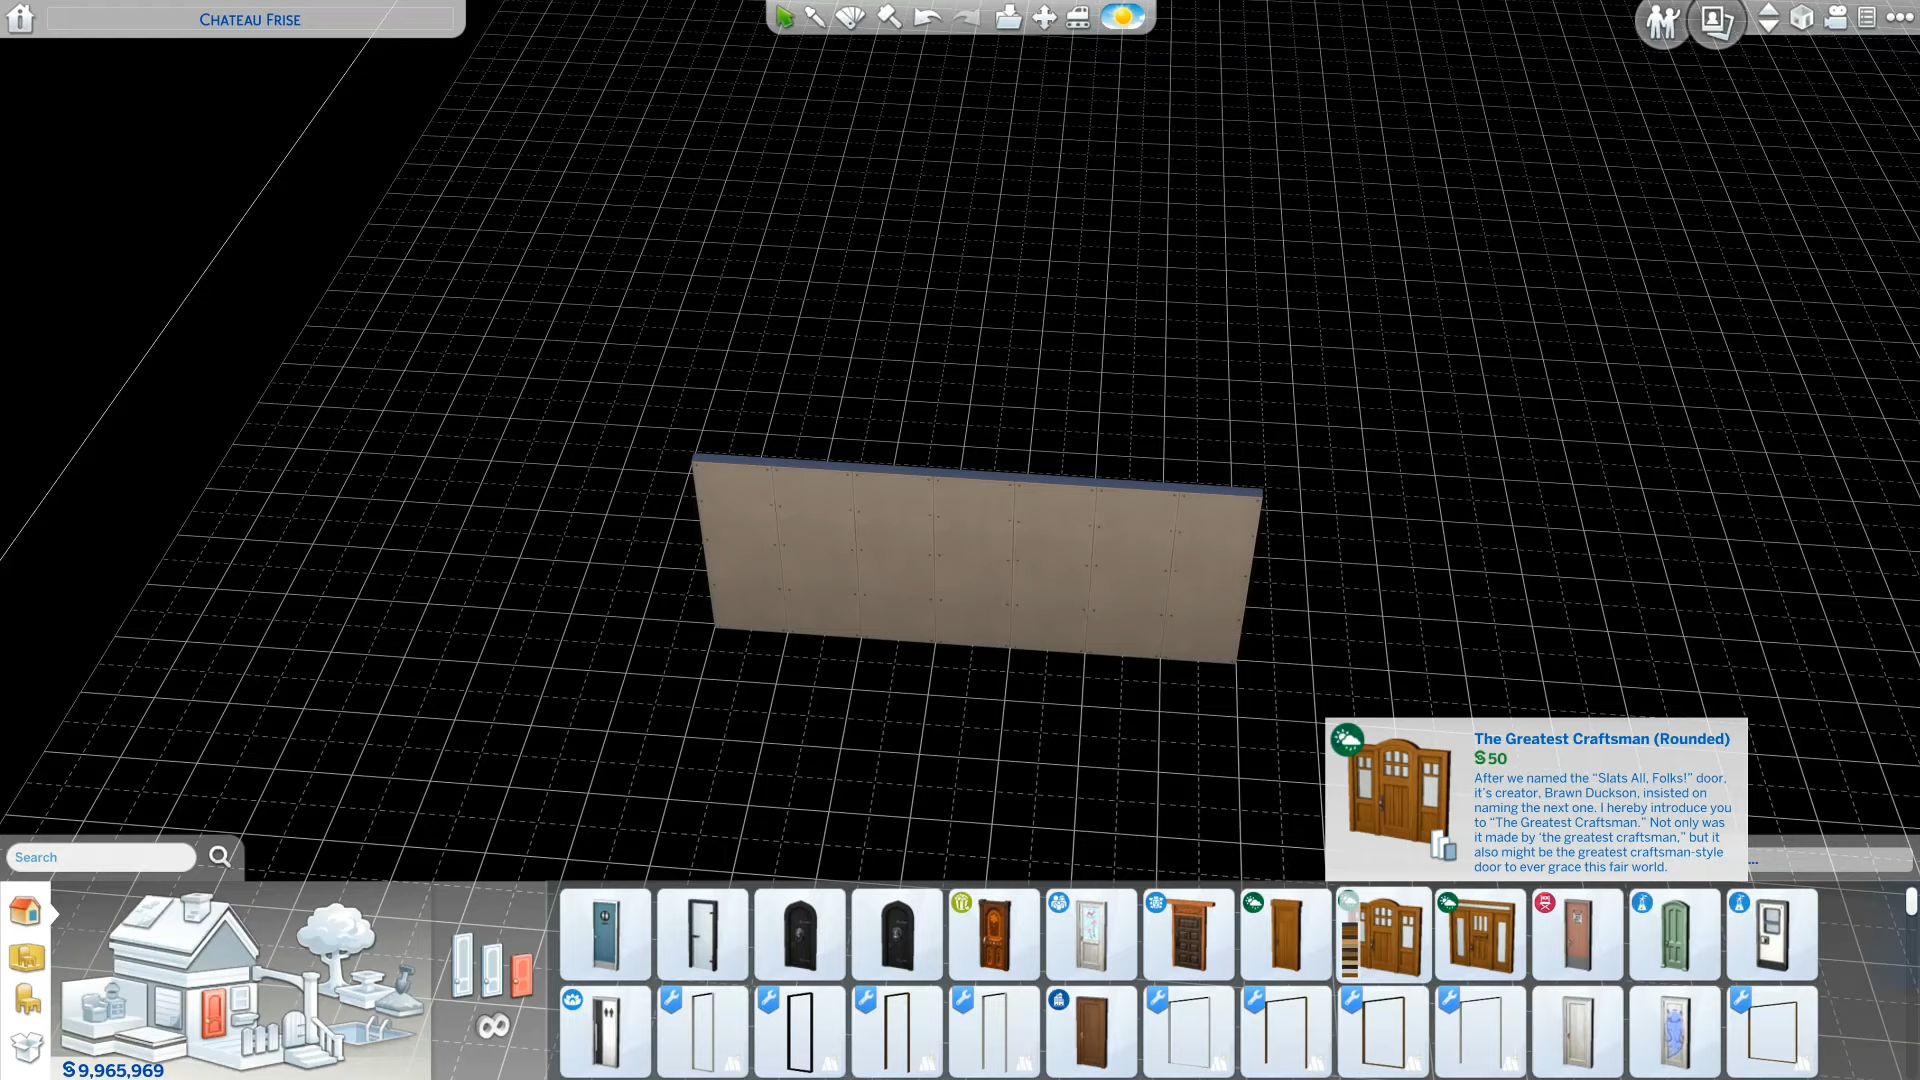 Chateau Frise
The Greatest Craftsman (Rounded)
§50
After we named the “Slats All, Folks!” door,
it’s creator, Brawn Duckson, insisted on
naming the next one. I hereby introduce you
to “The Greatest Craftsman.” Not only was
it made by ‘the greatest craftsman,” but it
also might be the greatest craftsman-style
door to ever grace this fair world.
...
Search
§9,965,969